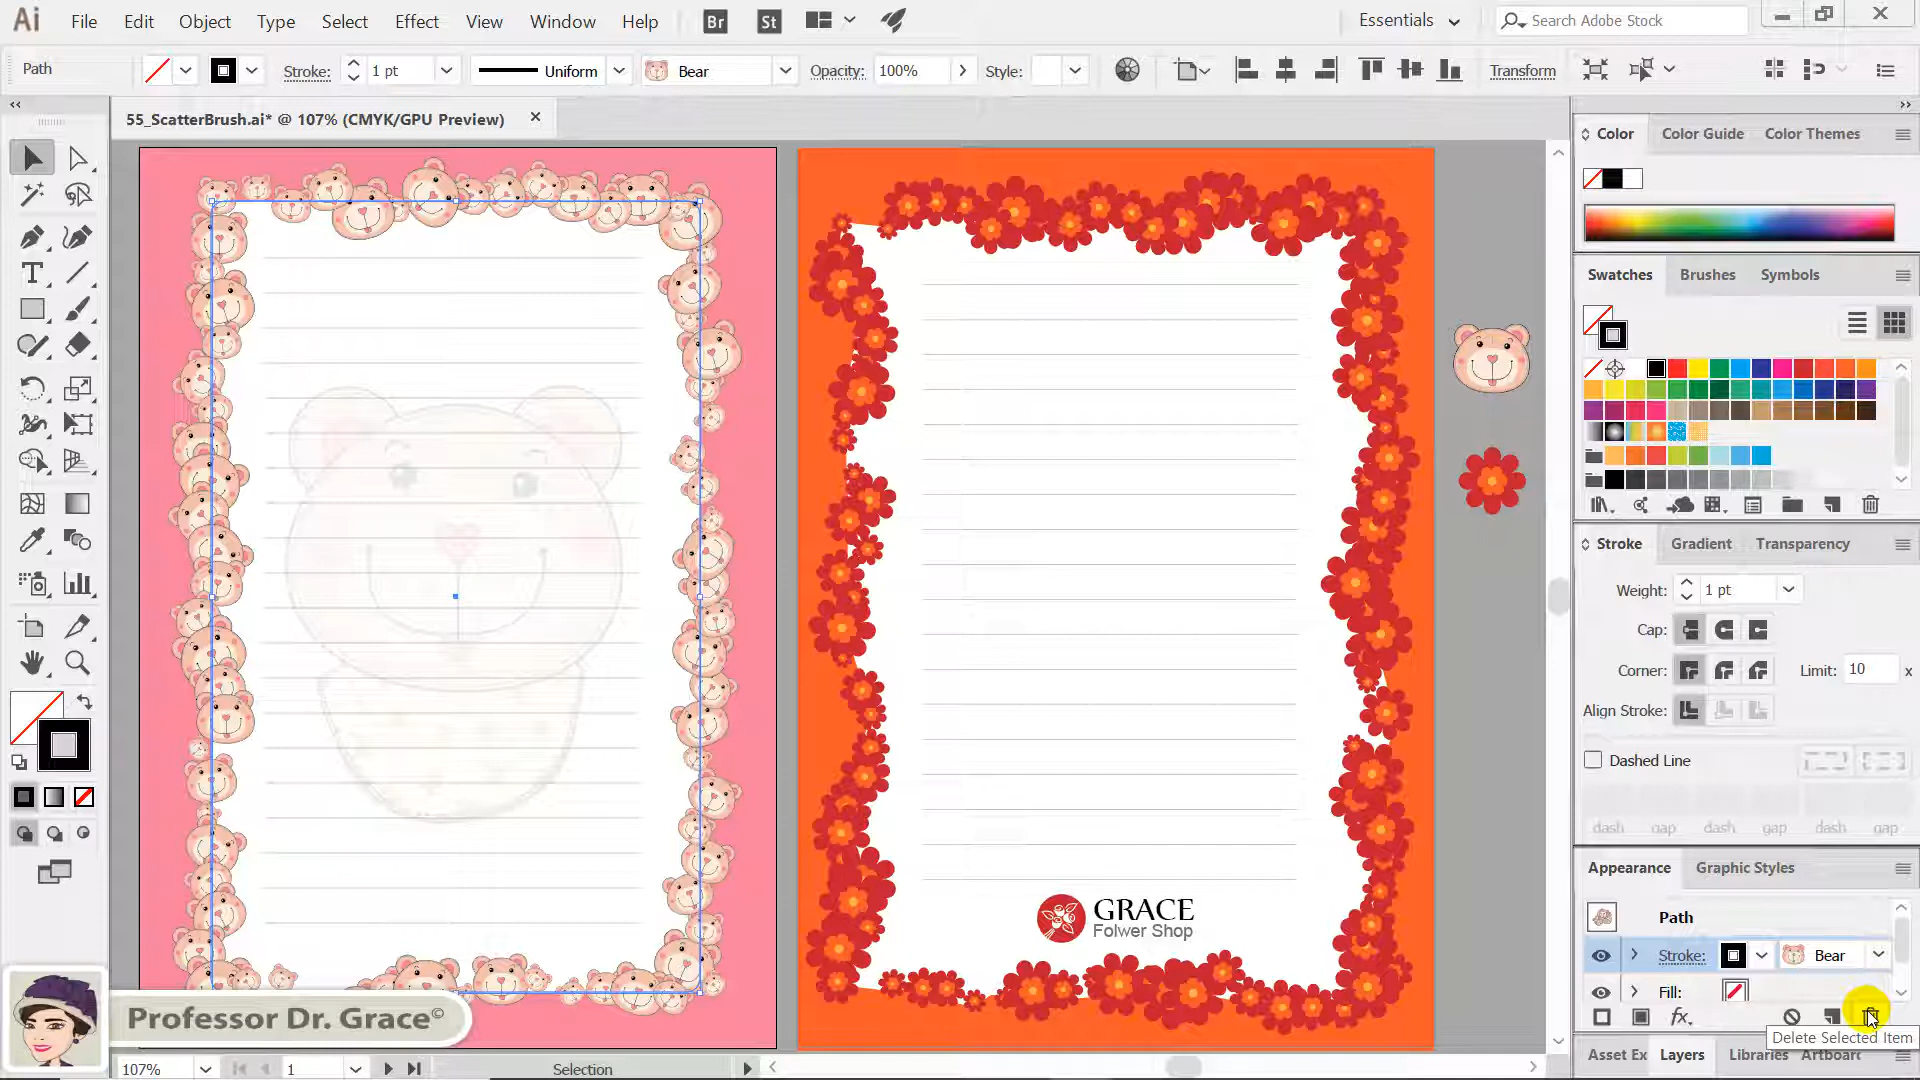 Ai File Edit Object Type Select Effect View Window Help Br St Essentials Search Adobe Stock
Path Stroke: 1 pt Uniform Bear Opacity: 100% Style: Transform
55_ScatterBrush.ai* @ 107% (CMYK/GPU Preview)
Color Color Guide Color Themes
Swatches Brushes Symbols
Stroke Gradient Transparency
Weight: 1 pt
Cap:
Corner: Limit: 10 x
Align Stroke:
Dashed Line
dash gap dash gap dash gap
Appearance Graphic Styles
Path
Stroke: Bear
Fill:
fx
Delete Selected Item
Asset Ex Layers Libraries Artboard
GRACE
Folwer Shop
Professor Dr. Grace©
107% 1 Selection